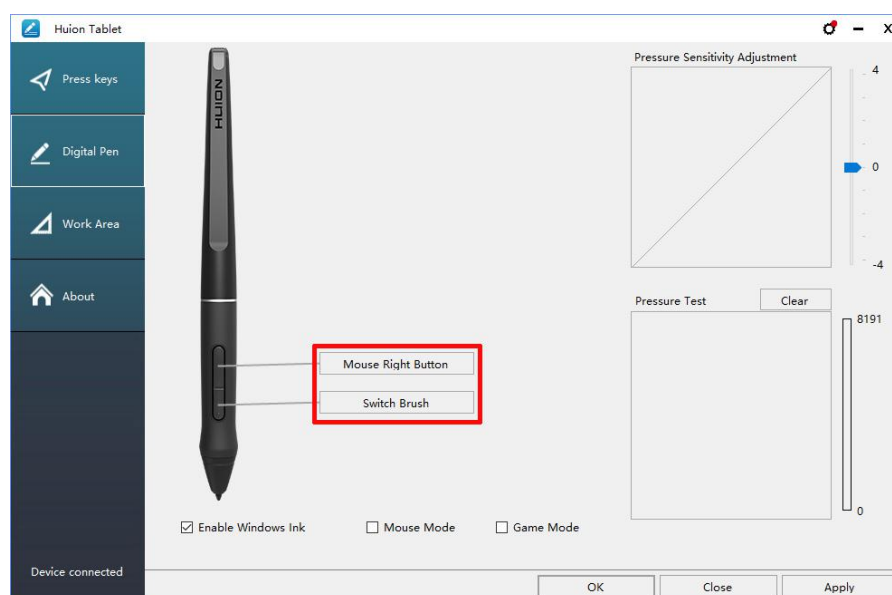 Huion Tablet
Press keys
Digital Pen
Work Area
About
Device connected
HUION
Mouse Right Button
Switch Brush
Enable Windows Ink
Mouse Mode
Game Mode
Pressure Sensitivity Adjustment
4
0
-4
Pressure Test
Clear
8191
0
OK
Close
Apply